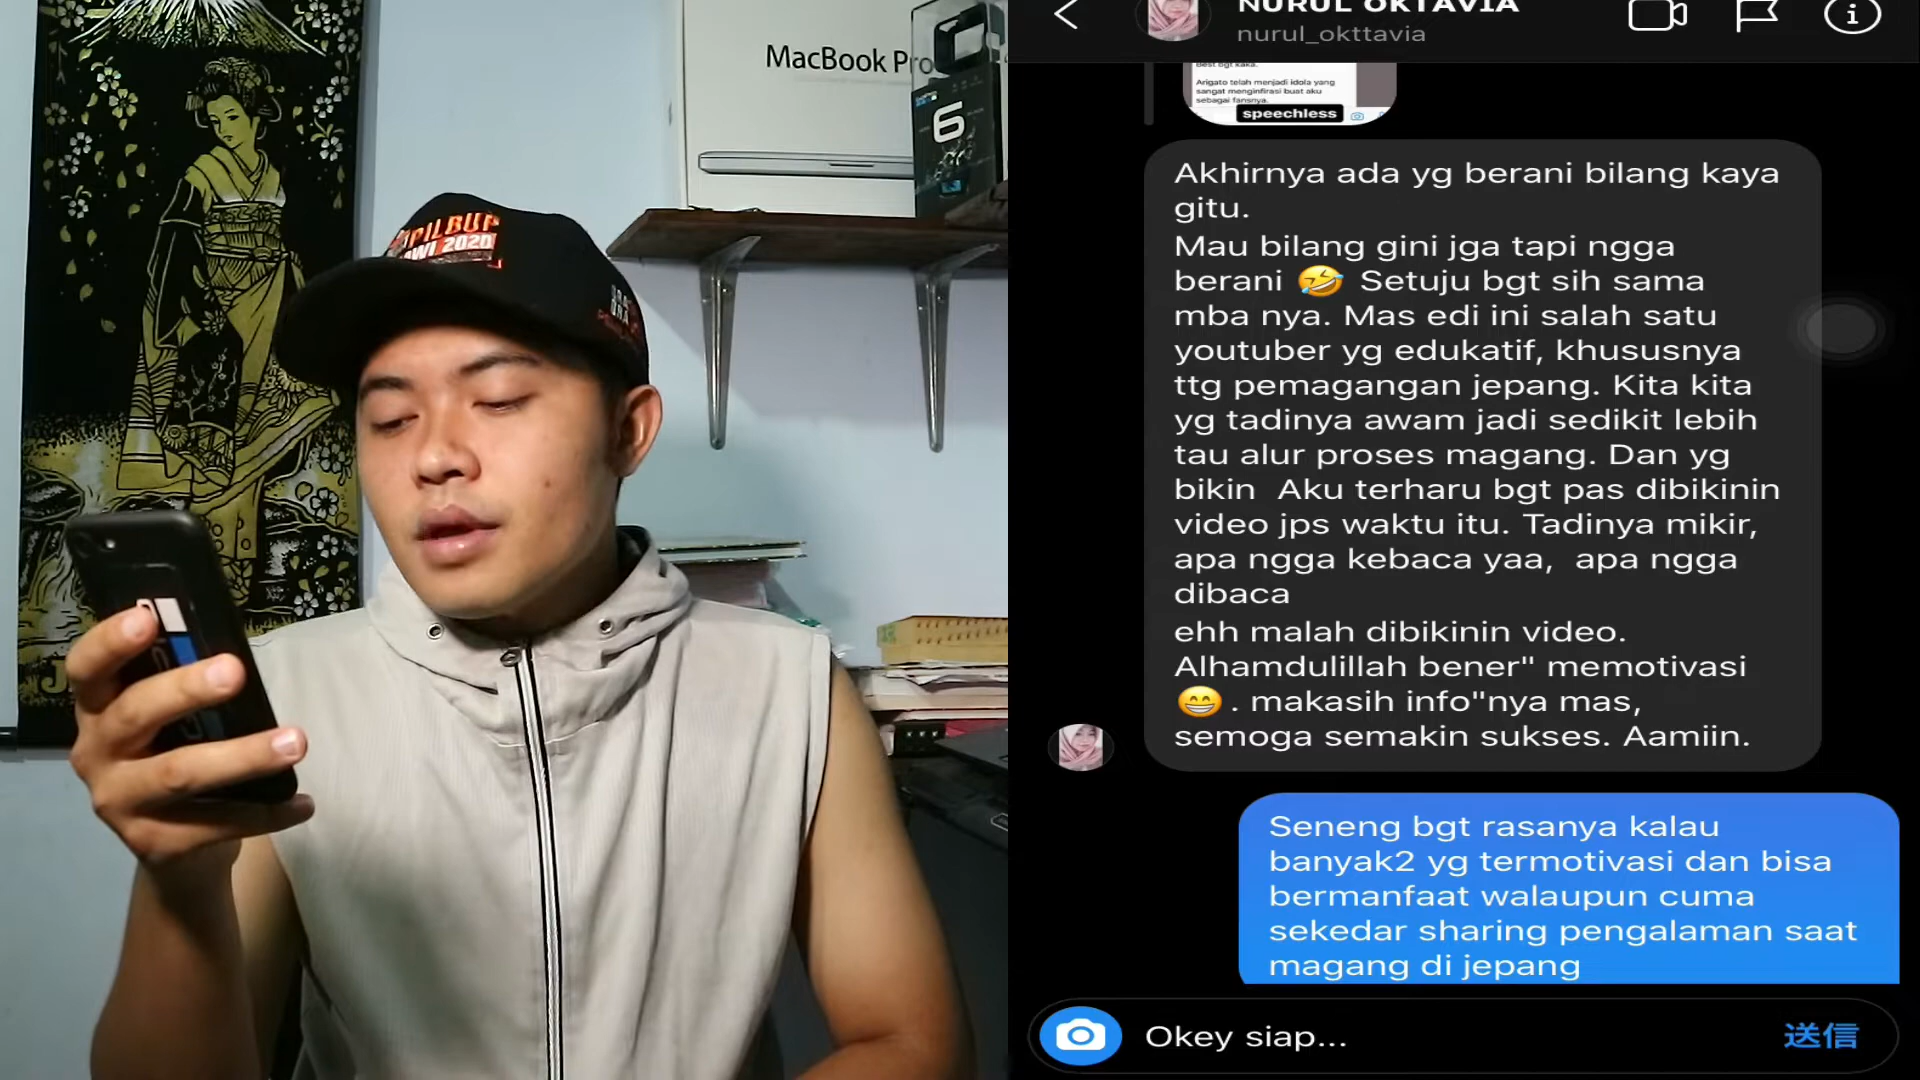 MacBook Pro
6
PILBUP
2020
NURUL OKTAVIA
nurul_okttavia
Best bgt kaka.
Arigato telah menjadi idola yang
sangat menginfirasi buat aku
sebagai fansnya.
speechless
Akhirnya ada yg berani bilang kaya
gitu.
Mau bilang gini jga tapi ngga
berani 🤣 Setuju bgt sih sama
mba nya. Mas edi ini salah satu
youtuber yg edukatif, khususnya
ttg pemagangan jepang. Kita kita
yg tadinya awam jadi sedikit lebih
tau alur proses magang. Dan yg
bikin  Aku terharu bgt pas dibikinin
video jps waktu itu. Tadinya mikir,
apa ngga kebaca yaa,  apa ngga
dibaca
ehh malah dibikinin video.
Alhamdulillah bener" memotivasi
😁 . makasih info"nya mas,
semoga semakin sukses. Aamiin.
Seneng bgt rasanya kalau
banyak2 yg termotivasi dan bisa
bermanfaat walaupun cuma
sekedar sharing pengalaman saat
magang di jepang
Okey siap...
送信